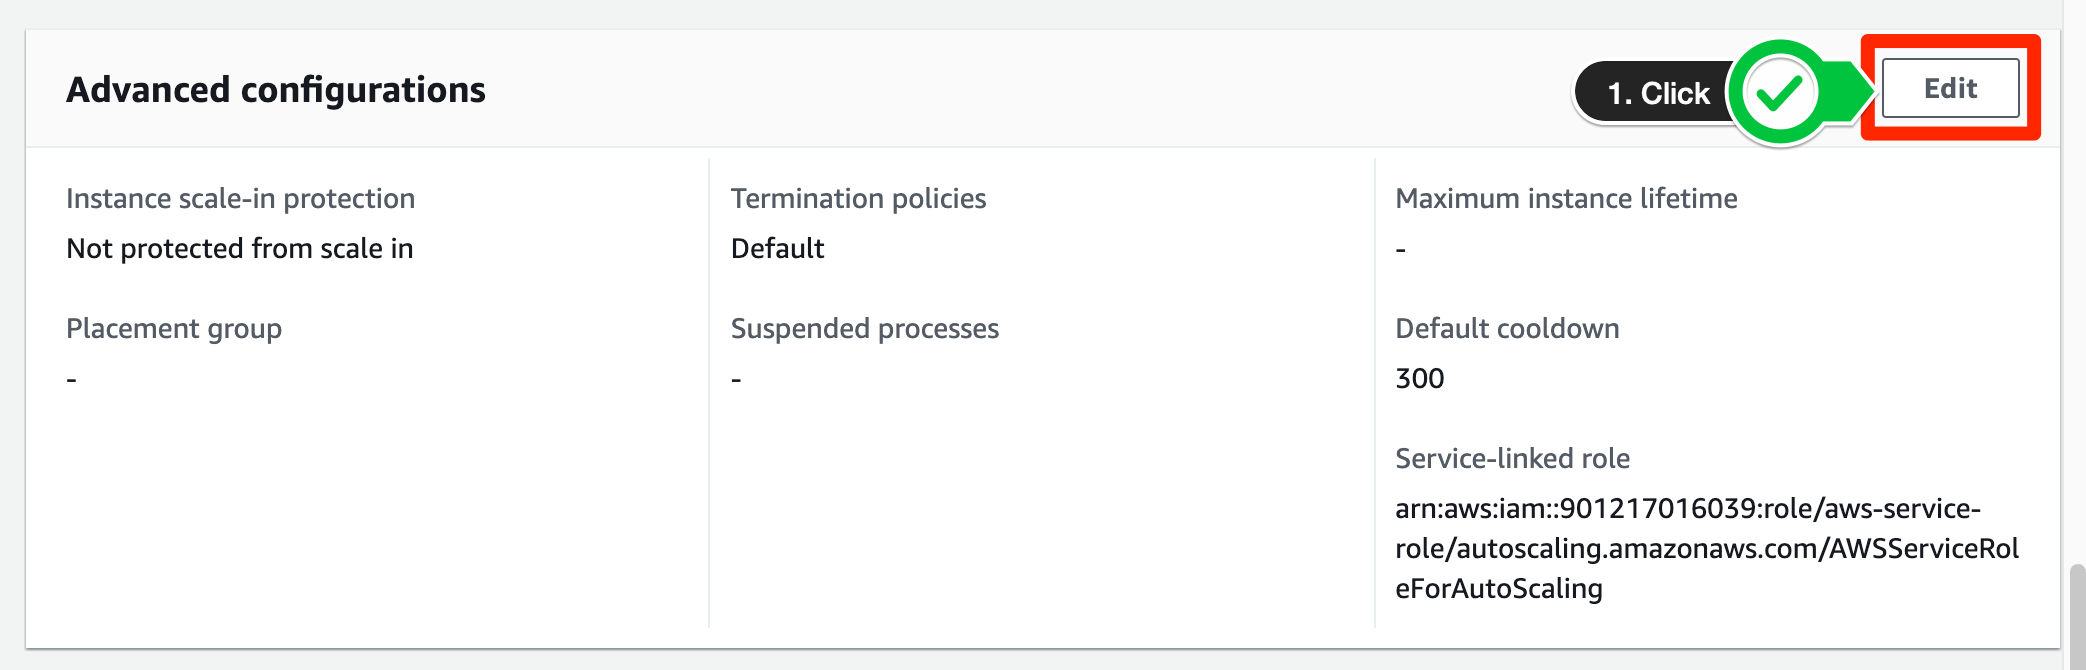 Advanced configurations
1. Click
Edit
Instance scale-in protection
Not protected from scale in
Placement group
-
Termination policies
Default
Suspended processes
-
Maximum instance lifetime
-
Default cooldown
300
Service-linked role
arn:aws:iam::901217016039:role/aws-service-
role/autoscaling.amazonaws.com/AWSServiceRol
eForAutoScaling